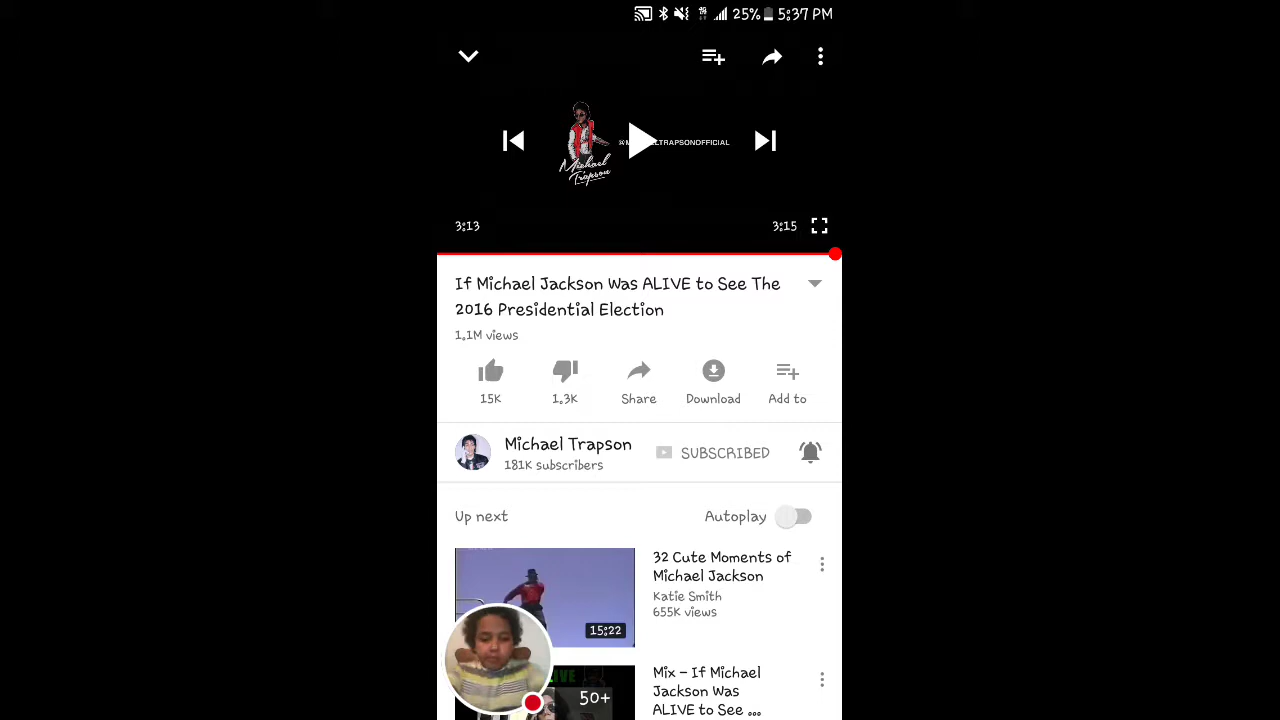 25% 5:37 PM
Michael
Trapson
TRAPSONOFFICIAL
3:13
3:15
If Michael Jackson Was ALIVE to See The
2016 Presidential Election
1.1M views
15K
1.3K
Share
Download
Add to
Michael Trapson
181K subscribers
SUBSCRIBED
Up next
Autoplay
32 Cute Moments of
Michael Jackson
Katie Smith
655K views
15:22
Mix – If Michael
Jackson Was
ALIVE to See ...
50+